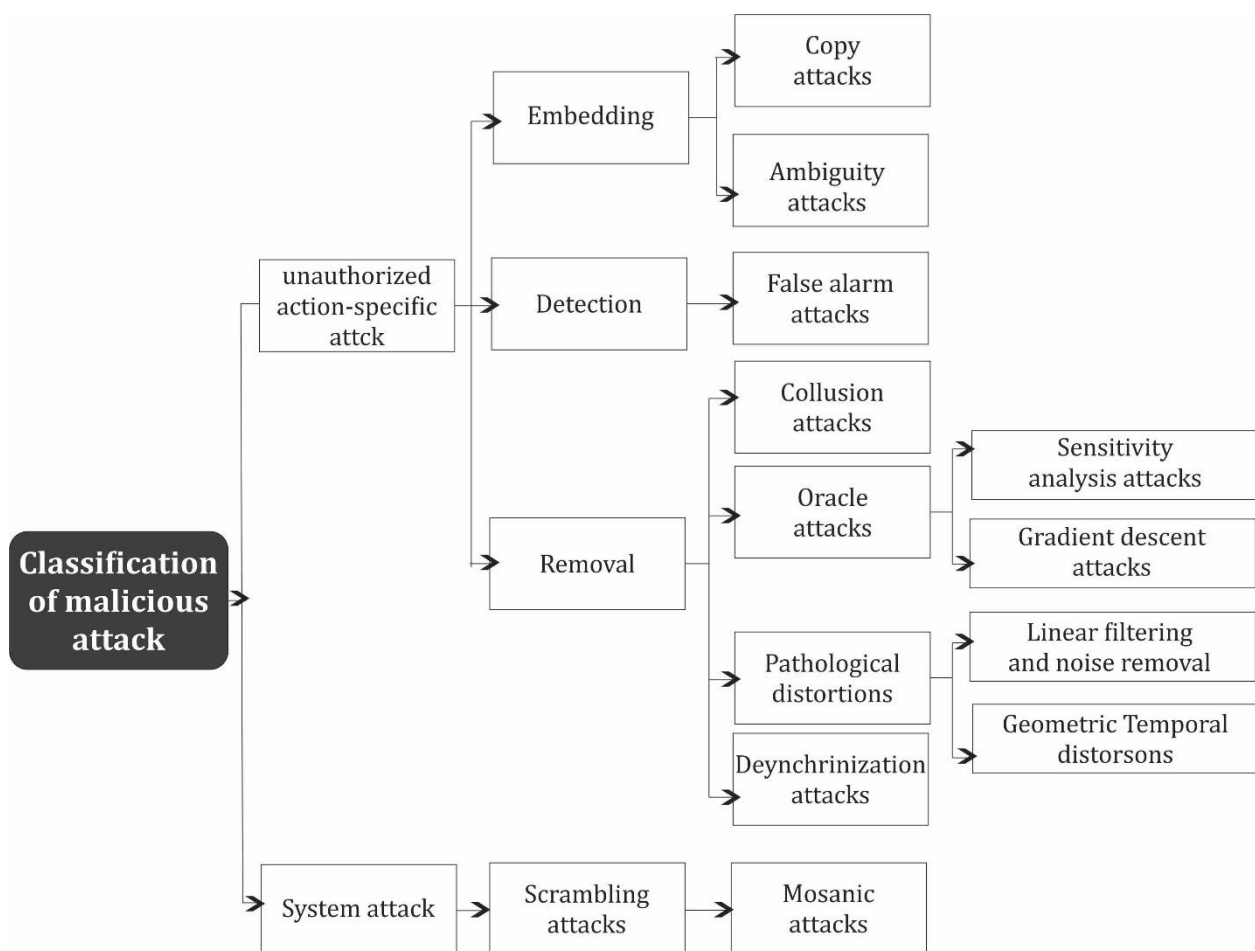 Copy
attacks
Embedding
Ambiguity
attacks
unauthorized
action-specific
attck
Detection
False alarm
attacks
Collusion
attacks
Sensitivity
analysis attacks
Oracle
attacks
Gradient descent
attacks
Removal
Classification
of malicious
attack
Linear filtering
and noise removal
Pathological
distortions
Geometric Temporal
distorsons
Deynchrinization
attacks
System attack
Scrambling
attacks
Mosanic
attacks